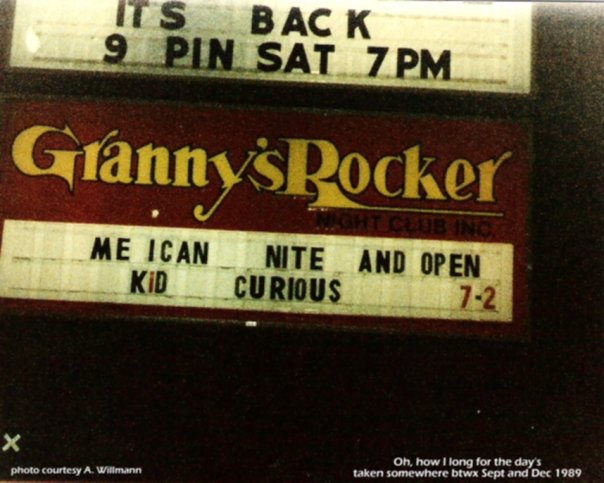 IT'S BACK
9 PIN SAT 7PM
Granny's Rocker
NIGHT CLUB INC.
ME ICAN NITE AND OPEN
KiD CURIOUS 7-2
photo courtesy A. Willmann
Oh, how I long for the day's
taken somewhere btwx Sept and Dec 1989